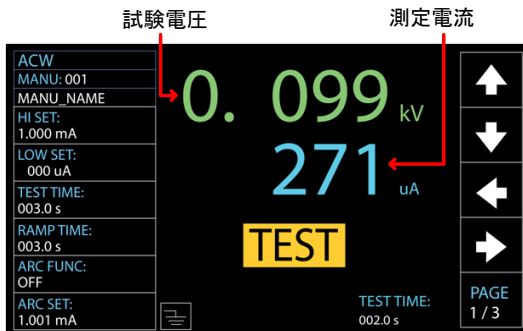 試験電圧
測定電流
ACW
MANU: 001
MANU_NAME
HI SET:
1.000 mA
LOW SET:
000 uA
TEST TIME:
003.0 s
RAMP TIME:
003.0 s
ARC FUNC:
OFF
ARC SET:
1.001 mA
0. 099 kV
271 uA
TEST
TEST TIME:
002.0 s
PAGE
1 / 3